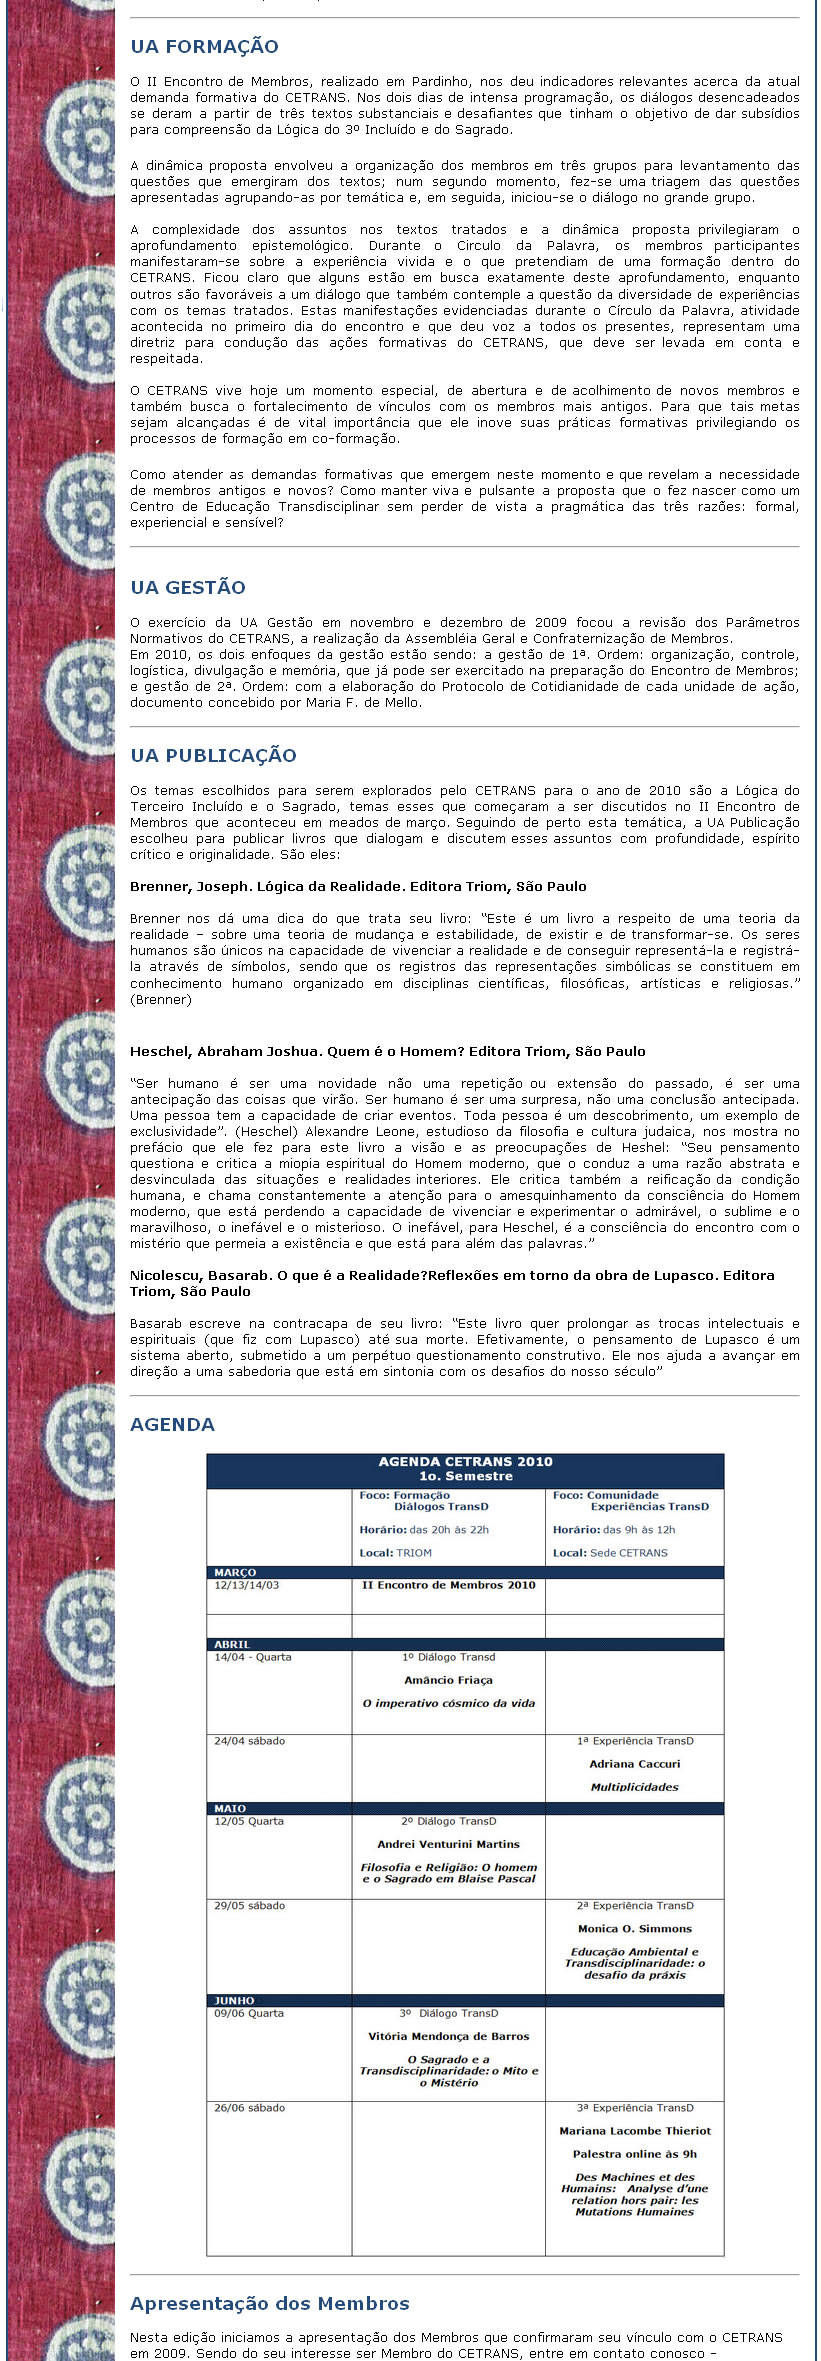 UA FORMAÇÃO
O II Encontro de Membros, realizado em Pardinho, nos deu indicadores relevantes acerca da atual
demanda formativa do CETRANS. Nos dois dias de intensa programação, os diálogos desencadeados
se deram a partir de três textos substanciais e desafiantes que tinham o objetivo de dar subsídios
para compreensão da Lógica do 3º Incluído e do Sagrado.
A dinâmica proposta envolveu a organização dos membros em três grupos para levantamento das
questões que emergiram dos textos; num segundo momento, fez-se uma triagem das questões
apresentadas agrupando-as por temática e, em seguida, iniciou-se o diálogo no grande grupo.
A complexidade dos assuntos nos textos tratados e a dinâmica proposta privilegiaram o
aprofundamento epistemológico. Durante o Circulo da Palavra, os membros participantes
manifestaram-se sobre a experiência vivida e o que pretendiam de uma formação dentro do
CETRANS. Ficou claro que alguns estão em busca exatamente deste aprofundamento, enquanto
outros são favoráveis a um diálogo que também contemple a questão da diversidade de experiências
com os temas tratados. Estas manifestações evidenciadas durante o Círculo da Palavra, atividade
acontecida no primeiro dia do encontro e que deu voz a todos os presentes, representam uma
diretriz para condução das ações formativas do CETRANS, que deve ser levada em conta e
respeitada.
O CETRANS vive hoje um momento especial, de abertura e de acolhimento de novos membros e
também busca o fortalecimento de vínculos com os membros mais antigos. Para que tais metas
sejam alcançadas é de vital importância que ele inove suas práticas formativas privilegiando os
processos de formação em co-formação.
Como atender as demandas formativas que emergem neste momento e que revelam a necessidade
de membros antigos e novos? Como manter viva e pulsante a proposta que o fez nascer como um
Centro de Educação Transdisciplinar sem perder de vista a pragmática das três razões: formal,
experiencial e sensível?
UA GESTÃO
O exercício da UA Gestão em novembro e dezembro de 2009 focou a revisão dos Parâmetros
Normativos do CETRANS, a realização da Assembléia Geral e Confraternização de Membros.
Em 2010, os dois enfoques da gestão estão sendo: a gestão de 1ª. Ordem: organização, controle,
logística, divulgação e memória, que já pode ser exercitado na preparação do Encontro de Membros;
e gestão de 2ª. Ordem: com a elaboração do Protocolo de Cotidianidade de cada unidade de ação,
documento concebido por Maria F. de Mello.
UA PUBLICAÇÃO
Os temas escolhidos para serem explorados pelo CETRANS para o ano de 2010 são a Lógica do
Terceiro Incluído e o Sagrado, temas esses que começaram a ser discutidos no II Encontro de
Membros que aconteceu em meados de março. Seguindo de perto esta temática, a UA Publicação
escolheu para publicar livros que dialogam e discutem esses assuntos com profundidade, espírito
crítico e originalidade. São eles:
Brenner, Joseph. Lógica da Realidade. Editora Triom, São Paulo
Brenner nos dá uma dica do que trata seu livro: “Este é um livro a respeito de uma teoria da
realidade – sobre uma teoria de mudança e estabilidade, de existir e de transformar-se. Os seres
humanos são únicos na capacidade de vivenciar a realidade e de conseguir representá-la e registrá-
la através de símbolos, sendo que os registros das representações simbólicas se constituem em
conhecimento humano organizado em disciplinas científicas, filosóficas, artísticas e religiosas.”
(Brenner)
Heschel, Abraham Joshua. Quem é o Homem? Editora Triom, São Paulo
“Ser humano é ser uma novidade não uma repetição ou extensão do passado, é ser uma
antecipação das coisas que virão. Ser humano é ser uma surpresa, não uma conclusão antecipada.
Uma pessoa tem a capacidade de criar eventos. Toda pessoa é um descobrimento, um exemplo de
exclusividade”. (Heschel) Alexandre Leone, estudioso da filosofia e cultura judaica, nos mostra no
prefácio que ele fez para este livro a visão e as preocupações de Heshel: “Seu pensamento
questiona e critica a miopia espiritual do Homem moderno, que o conduz a uma razão abstrata e
desvinculada das situações e realidades interiores. Ele critica também a reificação da condição
humana, e chama constantemente a atenção para o amesquinhamento da consciência do Homem
moderno, que está perdendo a capacidade de vivenciar e experimentar o admirável, o sublime e o
maravilhoso, o inefável e o misterioso. O inefável, para Heschel, é a consciência do encontro com o
mistério que permeia a existência e que está para além das palavras.”
Nicolescu, Basarab. O que é a Realidade?Reflexões em torno da obra de Lupasco. Editora
Triom, São Paulo
Basarab escreve na contracapa de seu livro: “Este livro quer prolongar as trocas intelectuais e
espirituais (que fiz com Lupasco) até sua morte. Efetivamente, o pensamento de Lupasco é um
sistema aberto, submetido a um perpétuo questionamento construtivo. Ele nos ajuda a avançar em
direção a uma sabedoria que está em sintonia com os desafios do nosso século”
AGENDA
AGENDA CETRANS 2010
1o. Semestre
Foco: Formação
Diálogos TransD
Horário: das 20h às 22h
Local: TRIOM
Foco: Comunidade
Experiências TransD
Horário: das 9h às 12h
Local: Sede CETRANS
MARÇO
12/13/14/03
II Encontro de Membros 2010
ABRIL
14/04 - Quarta
1º Diálogo Transd
Amâncio Friaça
O imperativo cósmico da vida
24/04 sábado
1ª Experiência TransD
Adriana Caccuri
Multiplicidades
MAIO
12/05 Quarta
2º Diálogo TransD
Andrei Venturini Martins
Filosofia e Religião: O homem
e o Sagrado em Blaise Pascal
29/05 sábado
2ª Experiência TransD
Monica O. Simmons
Educação Ambiental e
Transdisciplinaridade: o
desafio da práxis
JUNHO
09/06 Quarta
3º Diálogo TransD
Vitória Mendonça de Barros
O Sagrado e a
Transdisciplinaridade: o Mito e
o Mistério
26/06 sábado
3ª Experiência TransD
Mariana Lacombe Thieriot
Palestra online às 9h
Des Machines et des
Humains: Analyse d’une
relation hors pair: les
Mutations Humaines
Apresentação dos Membros
Nesta edição iniciamos a apresentação dos Membros que confirmaram seu vínculo com o CETRANS
em 2009. Sendo do seu interesse ser Membro do CETRANS, entre em contato conosco –